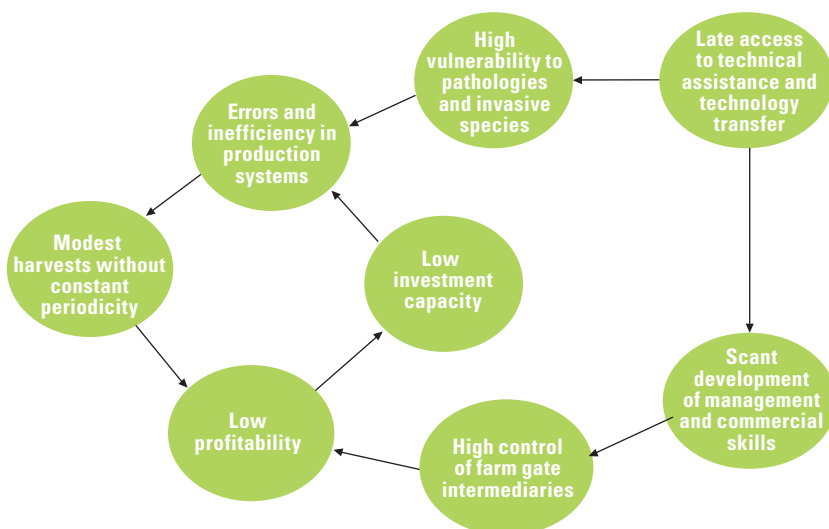 High
vulnerability to
pathologies
and invasive
species
Late access
to technical
assistance and
technology
transfer
Errors and
inefficiency in
production
systems
Modest
harvests without
constant
periodicity
Low
investment
capacity
Scant
development
of management
and commercial
skills
Low
profitability
High control
of farm gate
intermediaries